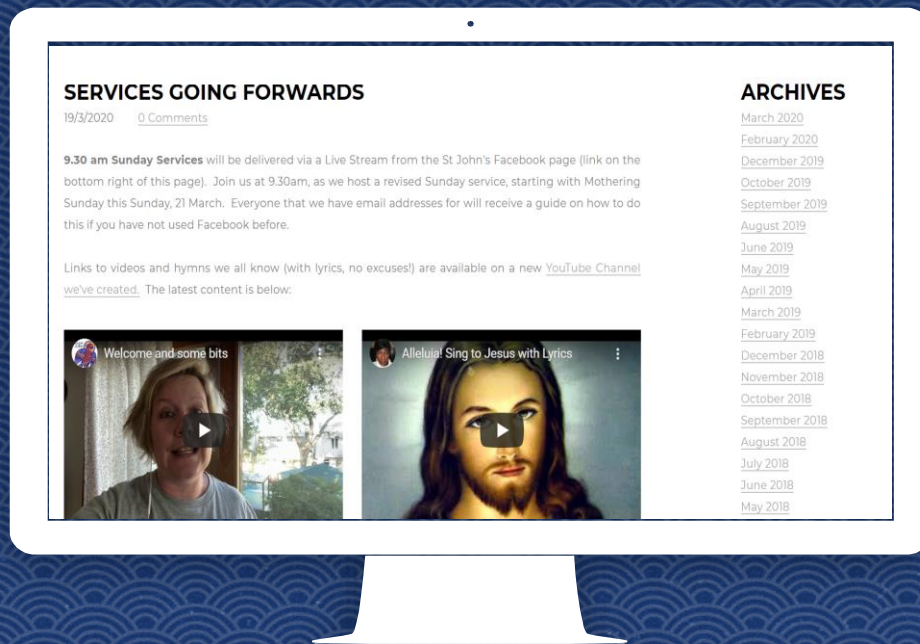 SERVICES GOING FORWARDS
19/3/2020 0 Comments
9.30 am Sunday Services will be delivered via a Live Stream from the St John's Facebook page (link on the
bottom right of this page). Join us at 9.30am, as we host a revised Sunday service, starting with Mothering
Sunday this Sunday, 21 March. Everyone that we have email addresses for will receive a guide on how to do
this if you have not used Facebook before.
Links to videos and hymns we all know (with lyrics, no excuses!) are available on a new YouTube Channel
we've created. The latest content is below:
Welcome and some bits
Alleluia! Sing to Jesus with Lyrics
ARCHIVES
March 2020
February 2020
December 2019
October 2019
September 2019
August 2019
June 2019
May 2019
April 2019
March 2019
February 2019
December 2018
November 2018
October 2018
September 2018
August 2018
July 2018
June 2018
May 2018